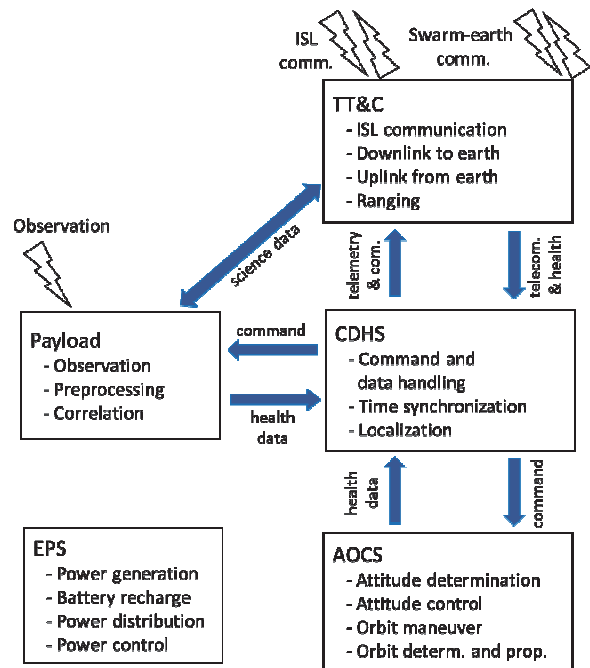 ISL
comm.
Swarm-earth
comm.
TT&C
- ISL communication
- Downlink to earth
- Uplink from earth
- Ranging
Observation
science data
telemetry
& com.
telecom.
& health
Payload
- Observation
- Preprocessing
- Correlation
command
health
data
CDHS
- Command and
data handling
- Time synchronization
- Localization
health
data
command
EPS
- Power generation
- Battery recharge
- Power distribution
- Power control
AOCS
- Attitude determination
- Attitude control
- Orbit maneuver
- Orbit determ. and prop.